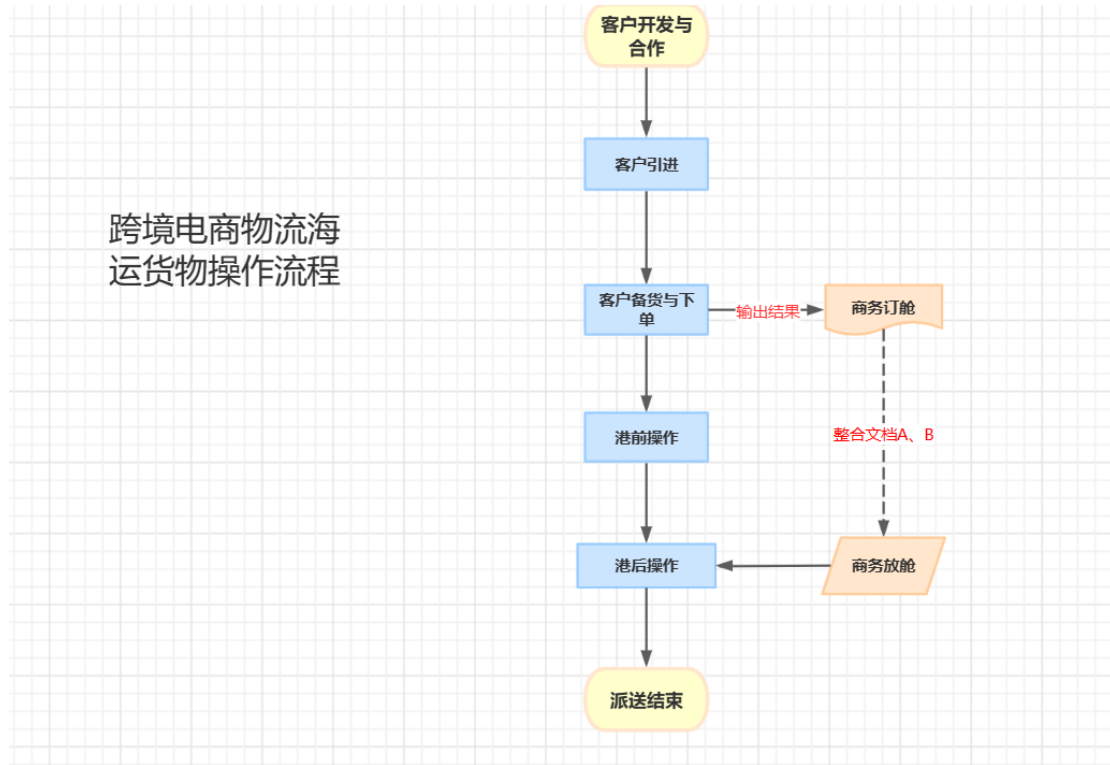 客户开发与
合作
客户引进
跨境电商物流海
运货物操作流程
客户备货与下
单
输出结果
商务订舱
港前操作
整合文档A、B
港后操作
商务放舱
派送结束